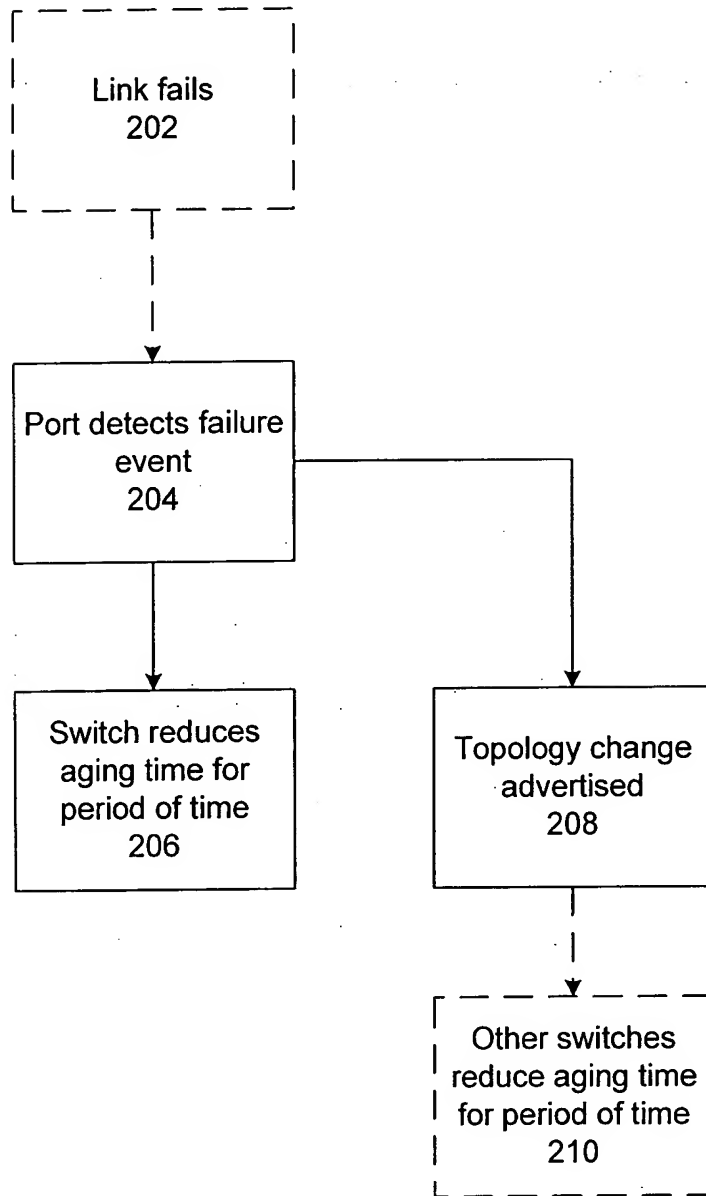 Link fails
202
Port detects failure
event
204
Switch reduces
aging time for
period of time
206
Topology change
advertised
208
Other switches
reduce aging time
for period of time
210